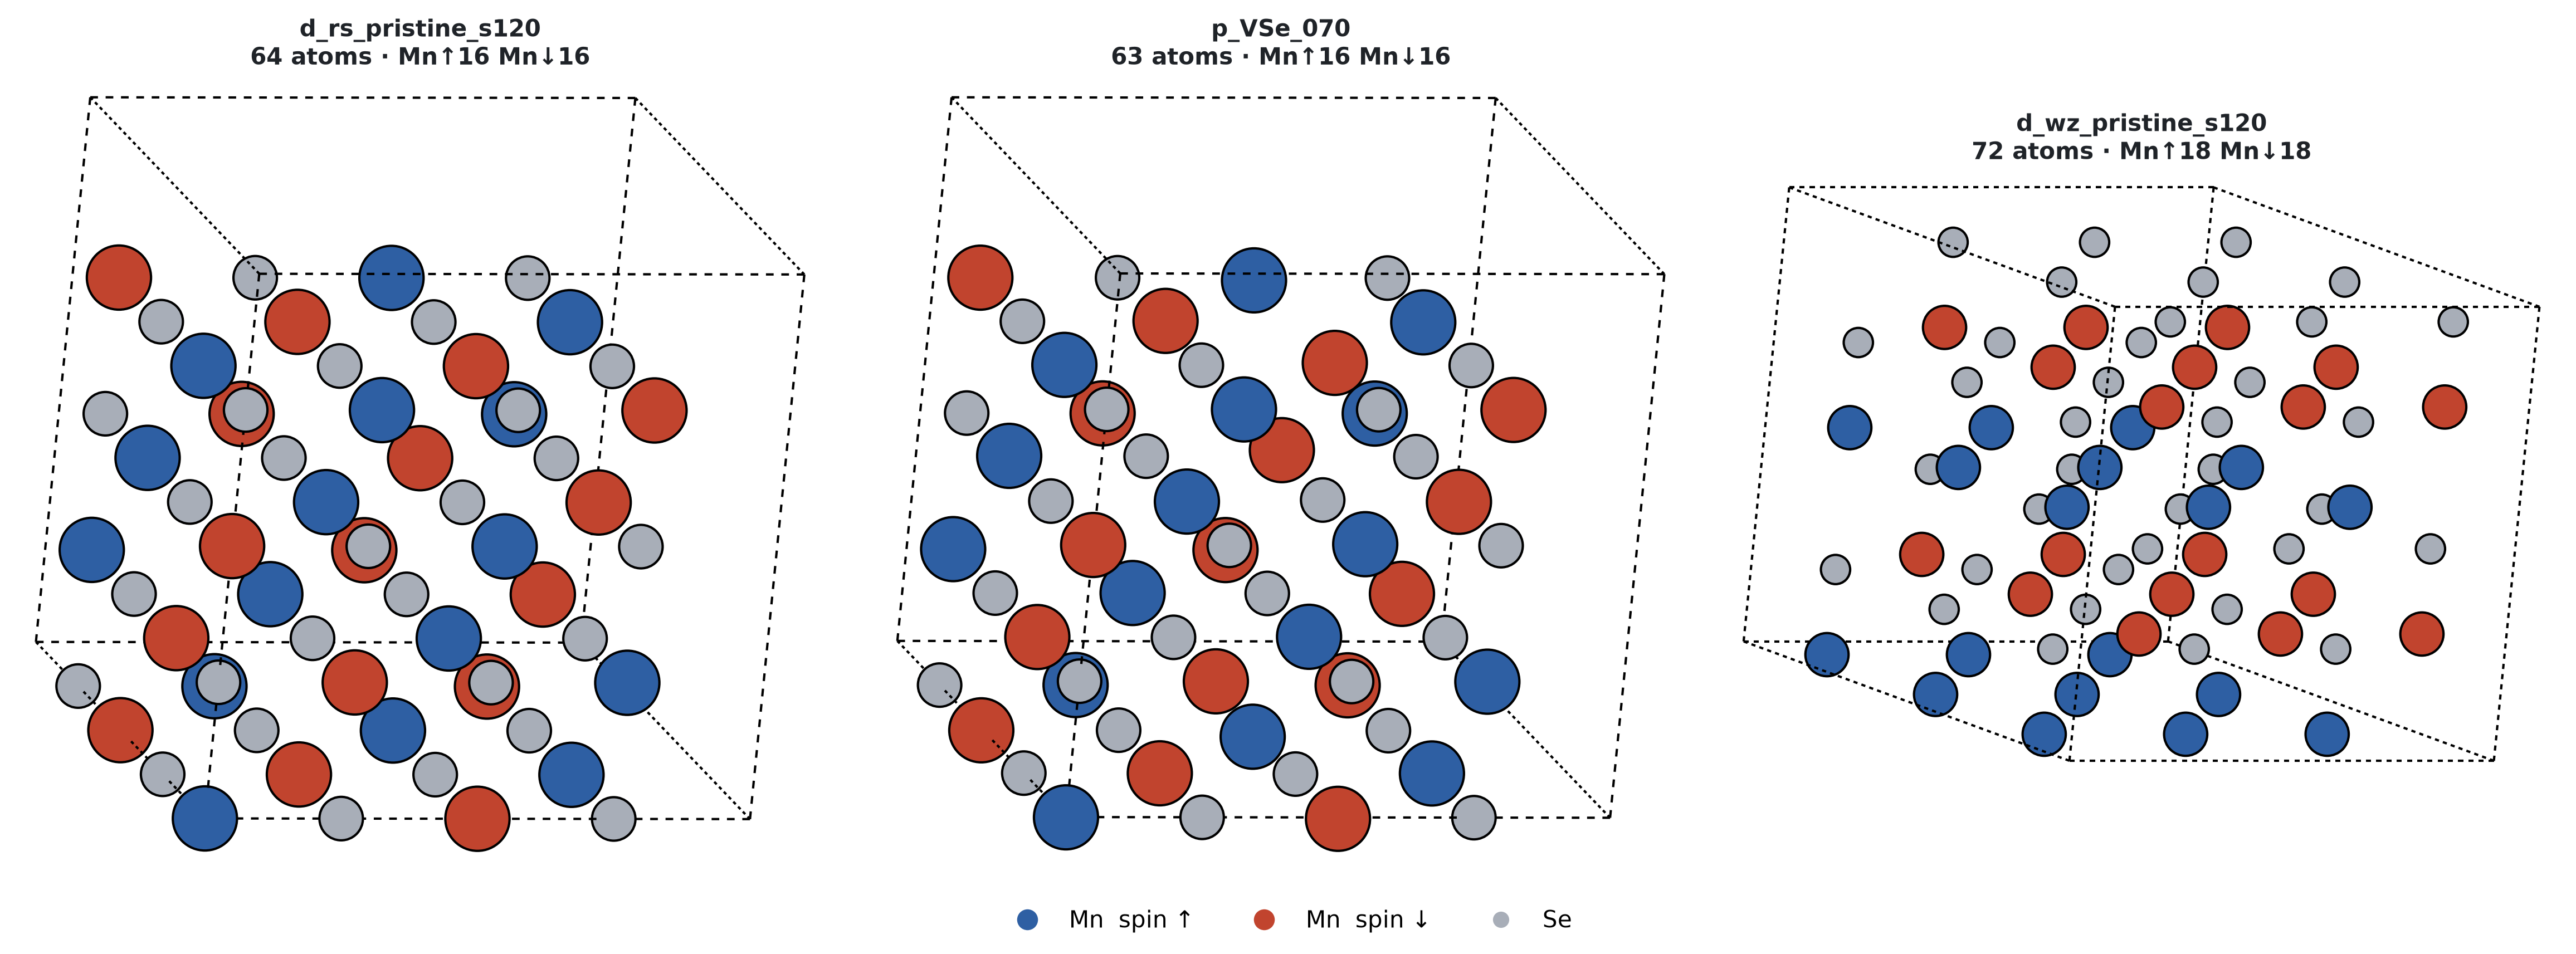 d_rs_pristine_s120
64 atoms · Mn↑16 Mn↓16
p_VSe_070
63 atoms · Mn↑16 Mn↓16
d_wz_pristine_s120
72 atoms · Mn↑18 Mn↓18
Mn spin ↑
Mn spin ↓
Se